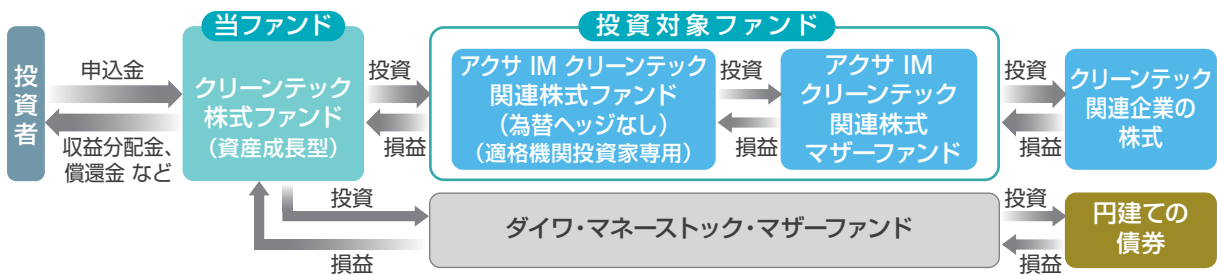 投資者
申込金
収益分配金、
償還金 など
当ファンド
クリーンテック
株式ファンド
（資産成長型）
投資
損益
投資対象ファンド
アクサ IM クリーンテック
関連株式ファンド
（為替ヘッジなし）
（適格機関投資家専用）
投資
損益
アクサ IM
クリーンテック
関連株式
マザーファンド
投資
損益
クリーンテック
関連企業の
株式
投資
損益
ダイワ・マネーストック・マザーファンド
投資
損益
円建ての
債券